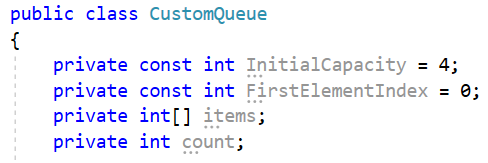 public class CustomQueue
{
    private const int InitialCapacity = 4;
    private const int FirstElementIndex = 0;
    private int[] items;
    private int count;